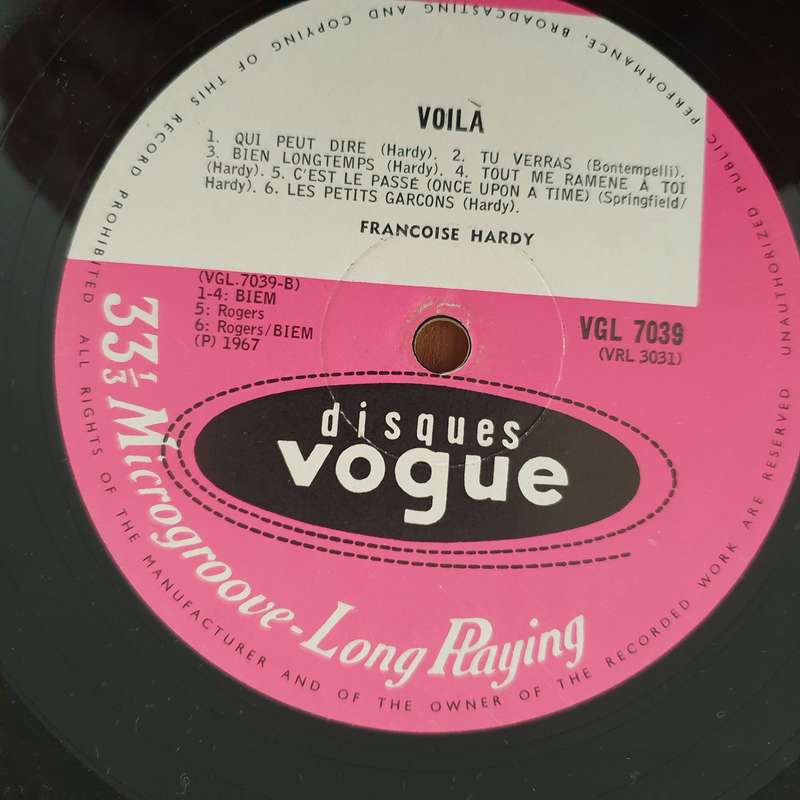 VOILÀ
1. QUI PEUT DIRE (Hardy). 2. TU VERRAS (Bontempelli).
3. BIEN LONGTEMPS (Hardy). 4. TOUT ME RAMENE À TOI
(Hardy). 5. C'EST LE PASSÉ (ONCE UPON A TIME) (Springfield/
Hardy). 6. LES PETITS GARCONS (Hardy).
FRANCOISE HARDY
(VGL.7039-B)
1-4: BIEM
5: Rogers
6: Rogers/BIEM
(P) 1967
VGL 7039
(VRL 3031)
disques
vogue
33⅓ Microgroove-Long Playing
ALL RIGHTS OF THE MANUFACTURER AND OF THE OWNER OF THE RECORDED WORK ARE RESERVED UNAUTHORIZED PUBLIC PERFORMANCE, BROADCASTING AND COPYING OF THIS RECORD PROHIBITED